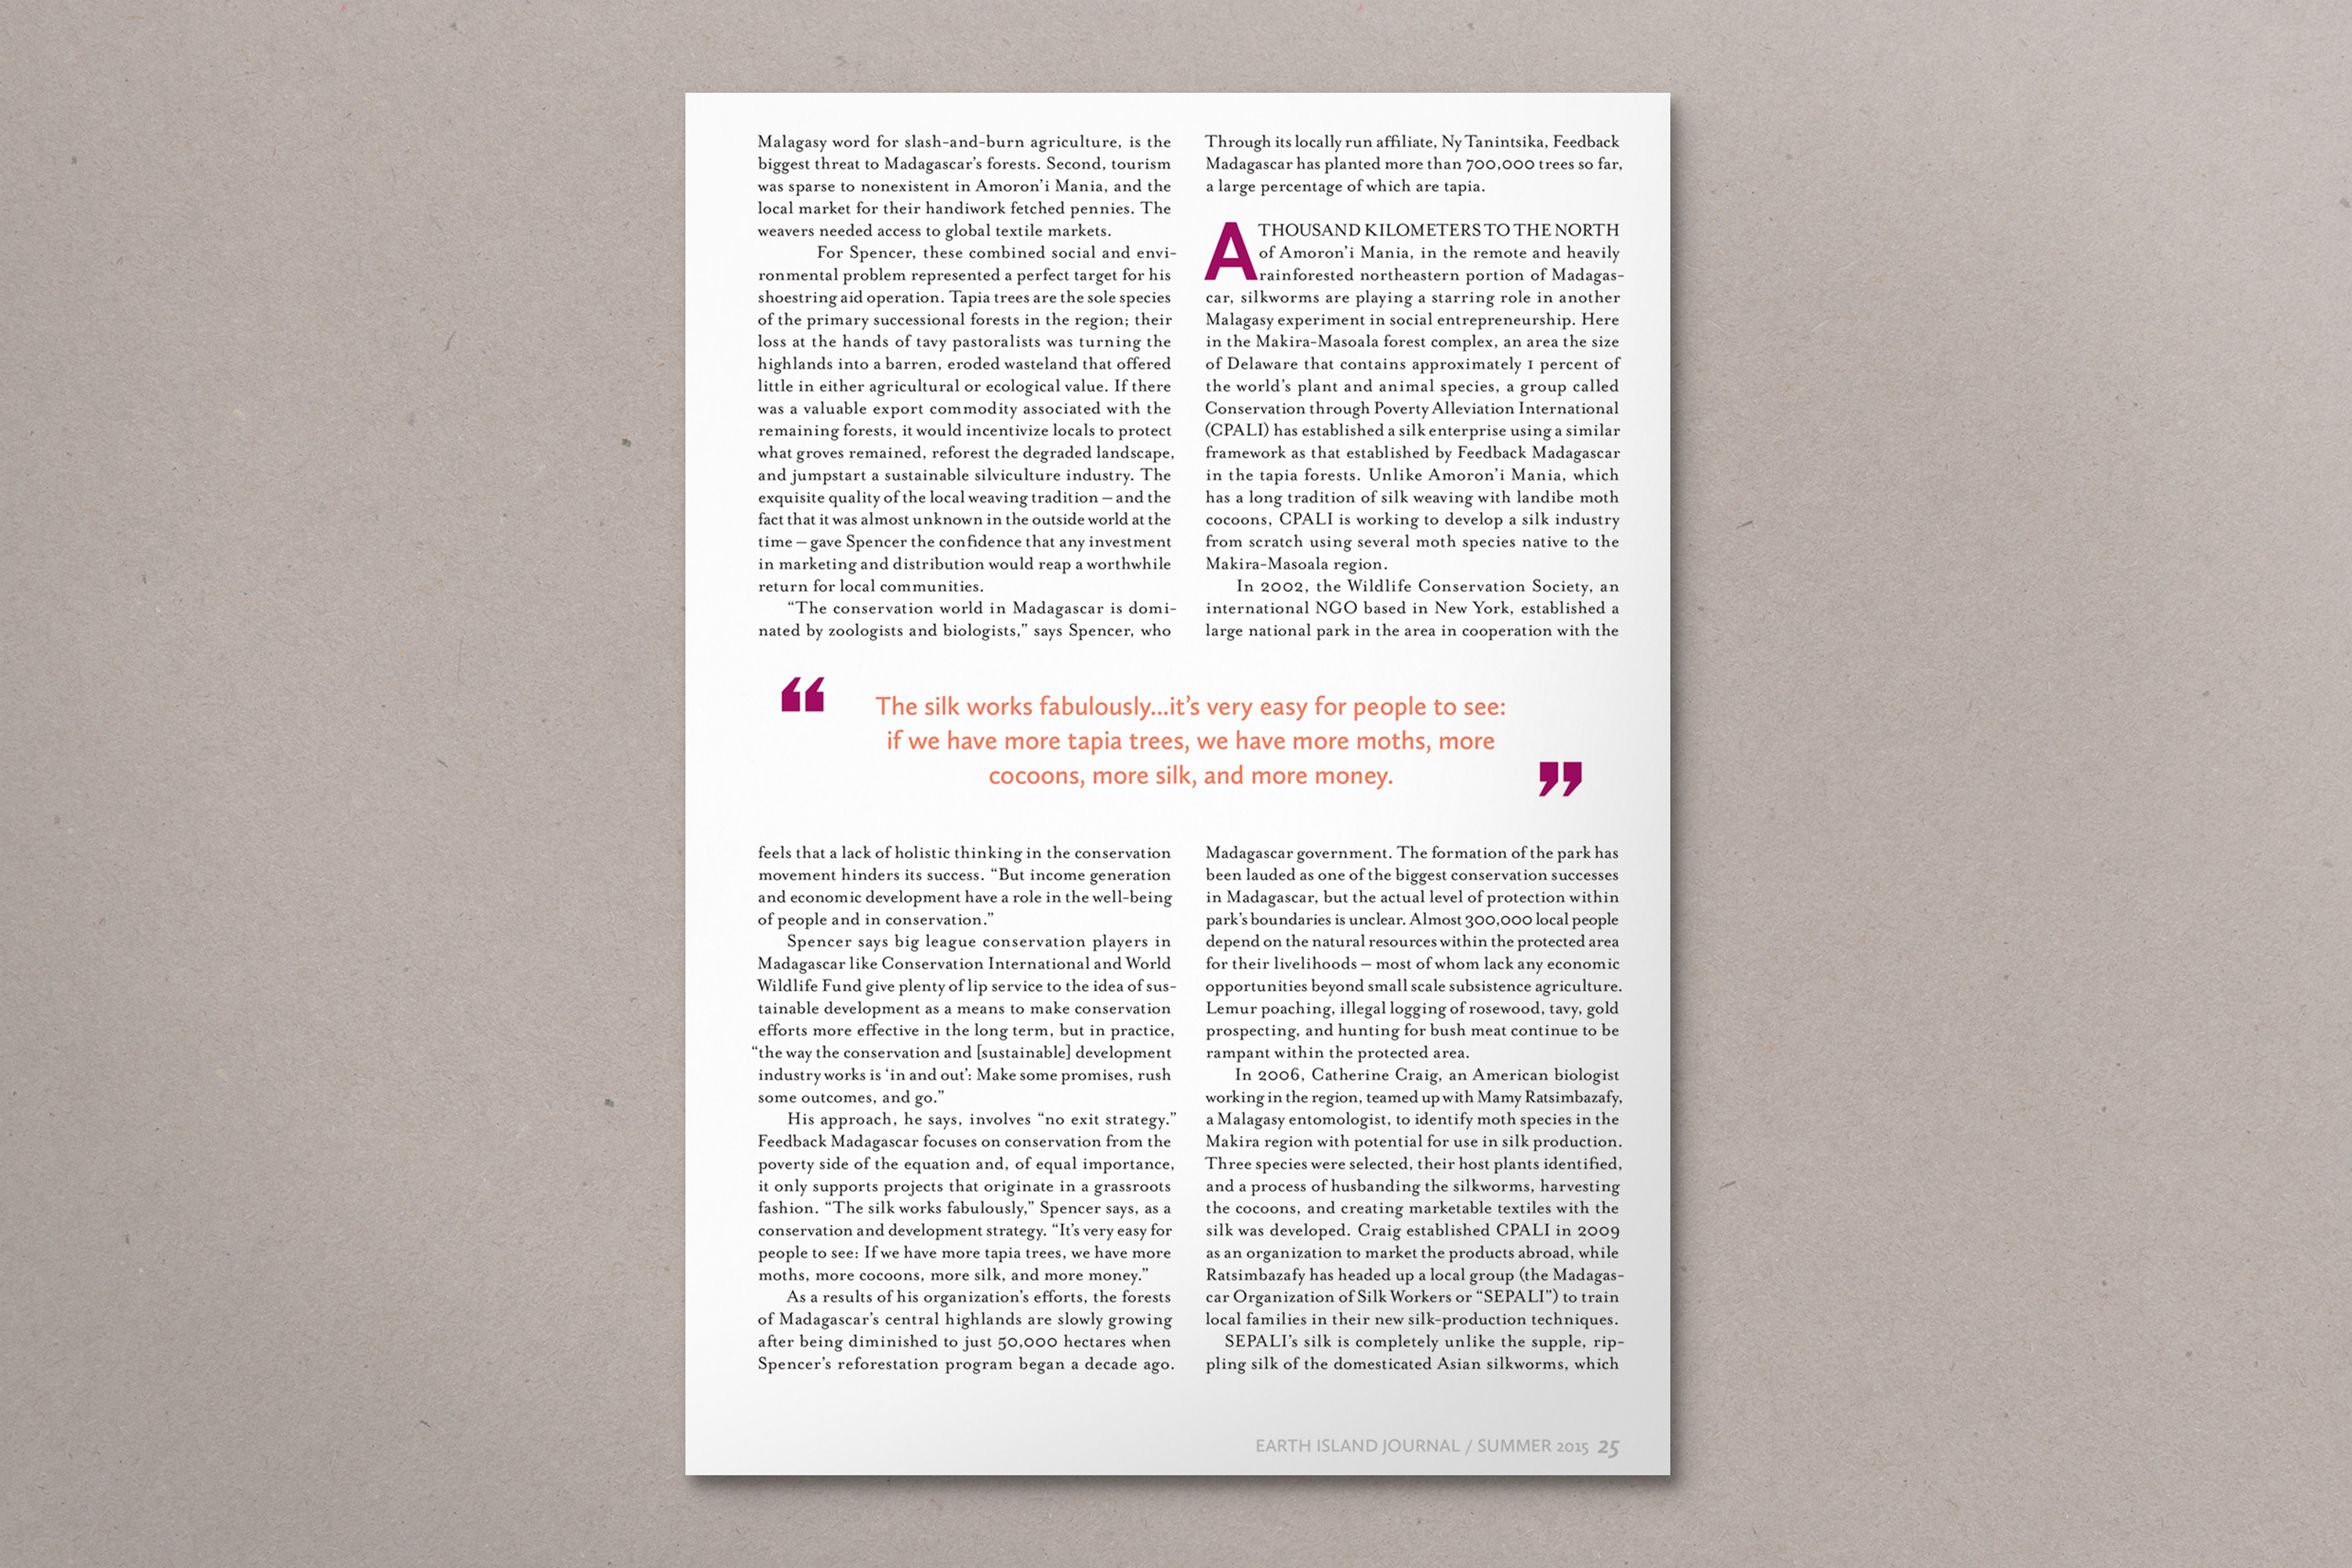 Malagasy word for slash-and-burn agriculture, is the
biggest threat to Madagascar’s forests. Second, tourism
was sparse to nonexistent in Amoron’i Mania, and the
local market for their handiwork fetched pennies. The
weavers needed access to global textile markets.
For Spencer, these combined social and envi-
ronmental problem represented a perfect target for his
shoestring aid operation. Tapia trees are the sole species
of the primary successional forests in the region; their
loss at the hands of tavy pastoralists was turning the
highlands into a barren, eroded wasteland that offered
little in either agricultural or ecological value. If there
was a valuable export commodity associated with the
remaining forests, it would incentivize locals to protect
what groves remained, reforest the degraded landscape,
and jumpstart a sustainable silviculture industry. The
exquisite quality of the local weaving tradition – and the
fact that it was almost unknown in the outside world at the
time – gave Spencer the confidence that any investment
in marketing and distribution would reap a worthwhile
return for local communities.
“The conservation world in Madagascar is domi-
nated by zoologists and biologists,” says Spencer, who
feels that a lack of holistic thinking in the conservation
movement hinders its success. “But income generation
and economic development have a role in the well-being
of people and in conservation.”
Spencer says big league conservation players in
Madagascar like Conservation International and World
Wildlife Fund give plenty of lip service to the idea of sus-
tainable development as a means to make conservation
efforts more effective in the long term, but in practice,
“the way the conservation and [sustainable] development
industry works is ‘in and out’: Make some promises, rush
some outcomes, and go.”
His approach, he says, involves “no exit strategy.”
Feedback Madagascar focuses on conservation from the
poverty side of the equation and, of equal importance,
it only supports projects that originate in a grassroots
fashion. “The silk works fabulously,” Spencer says, as a
conservation and development strategy. “It’s very easy for
people to see: If we have more tapia trees, we have more
moths, more cocoons, more silk, and more money.”
As a results of his organization’s efforts, the forests
of Madagascar’s central highlands are slowly growing
after being diminished to just 50,000 hectares when
Spencer’s reforestation program began a decade ago.
Through its locally run affiliate, Ny Tanintsika, Feedback
Madagascar has planted more than 700,000 trees so far,
a large percentage of which are tapia.
A THOUSAND KILOMETERS TO THE NORTH
of Amoron’i Mania, in the remote and heavily
rainforested northeastern portion of Madagas-
car, silkworms are playing a starring role in another
Malagasy experiment in social entrepreneurship. Here
in the Makira-Masoala forest complex, an area the size
of Delaware that contains approximately 1 percent of
the world’s plant and animal species, a group called
Conservation through Poverty Alleviation International
(CPALI) has established a silk enterprise using a similar
framework as that established by Feedback Madagascar
in the tapia forests. Unlike Amoron’i Mania, which
has a long tradition of silk weaving with landibe moth
cocoons, CPALI is working to develop a silk industry
from scratch using several moth species native to the
Makira-Masoala region.
In 2002, the Wildlife Conservation Society, an
international NGO based in New York, established a
large national park in the area in cooperation with the
Madagascar government. The formation of the park has
been lauded as one of the biggest conservation successes
in Madagascar, but the actual level of protection within
park’s boundaries is unclear. Almost 300,000 local people
depend on the natural resources within the protected area
for their livelihoods – most of whom lack any economic
opportunities beyond small scale subsistence agriculture.
Lemur poaching, illegal logging of rosewood, tavy, gold
prospecting, and hunting for bush meat continue to be
rampant within the protected area.
In 2006, Catherine Craig, an American biologist
working in the region, teamed up with Mamy Ratsimbazafy,
a Malagasy entomologist, to identify moth species in the
Makira region with potential for use in silk production.
Three species were selected, their host plants identified,
and a process of husbanding the silkworms, harvesting
the cocoons, and creating marketable textiles with the
silk was developed. Craig established CPALI in 2009
as an organization to market the products abroad, while
Ratsimbazafy has headed up a local group (the Madagas-
car Organization of Silk Workers or “SEPALI”) to train
local families in their new silk-production techniques.
SEPALI’s silk is completely unlike the supple, rip-
pling silk of the domesticated Asian silkworms, which
“The silk works fabulously...it’s very easy for people to see:
if we have more tapia trees, we have more moths, more
cocoons, more silk, and more money.”
EARTH ISLAND JOURNAL / SUMMER 2015 25